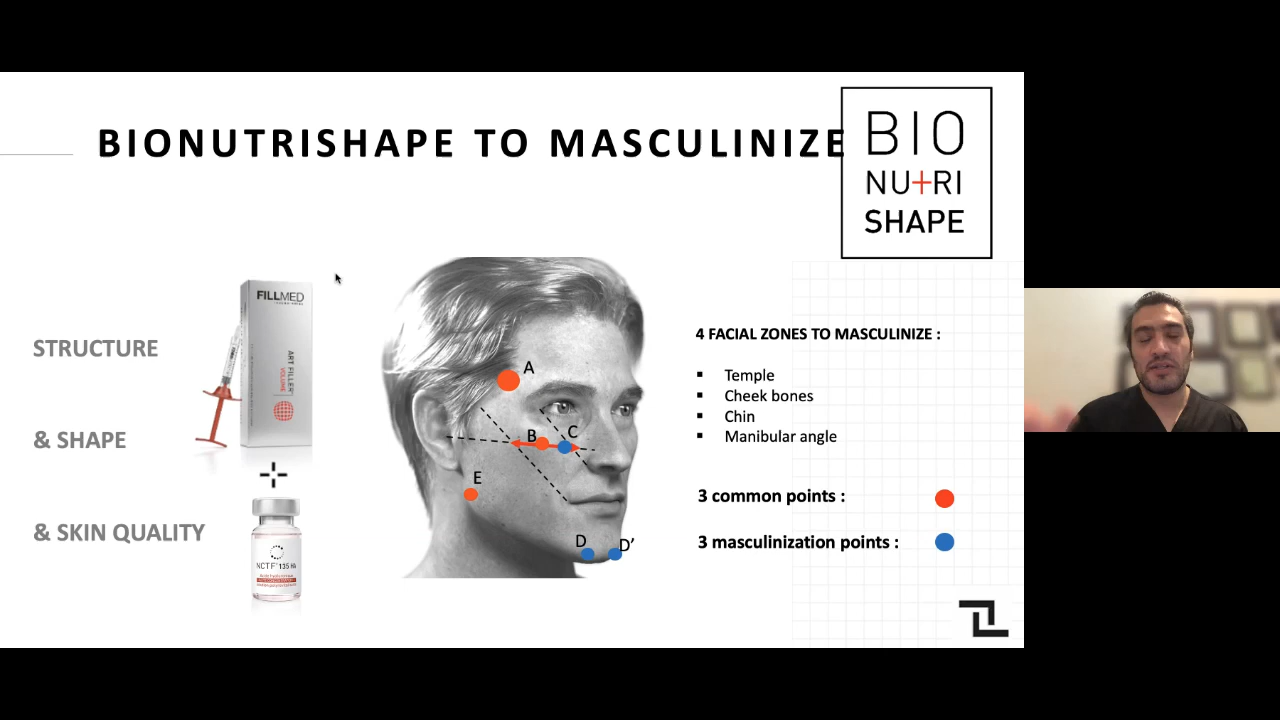 BIONUTRISHAPE TO MASCULINIZE
BIO
NU+RI
SHAPE
STRUCTURE
& SHAPE
& SKIN QUALITY
FILLMED
ART FILLER
VOLUME
NCTF 135 HA
A
B
C
E
D
D’
4 FACIAL ZONES TO MASCULINIZE :
▪ Temple
▪ Cheek bones
▪ Chin
▪ Manibular angle
3 common points :
3 masculinization points :